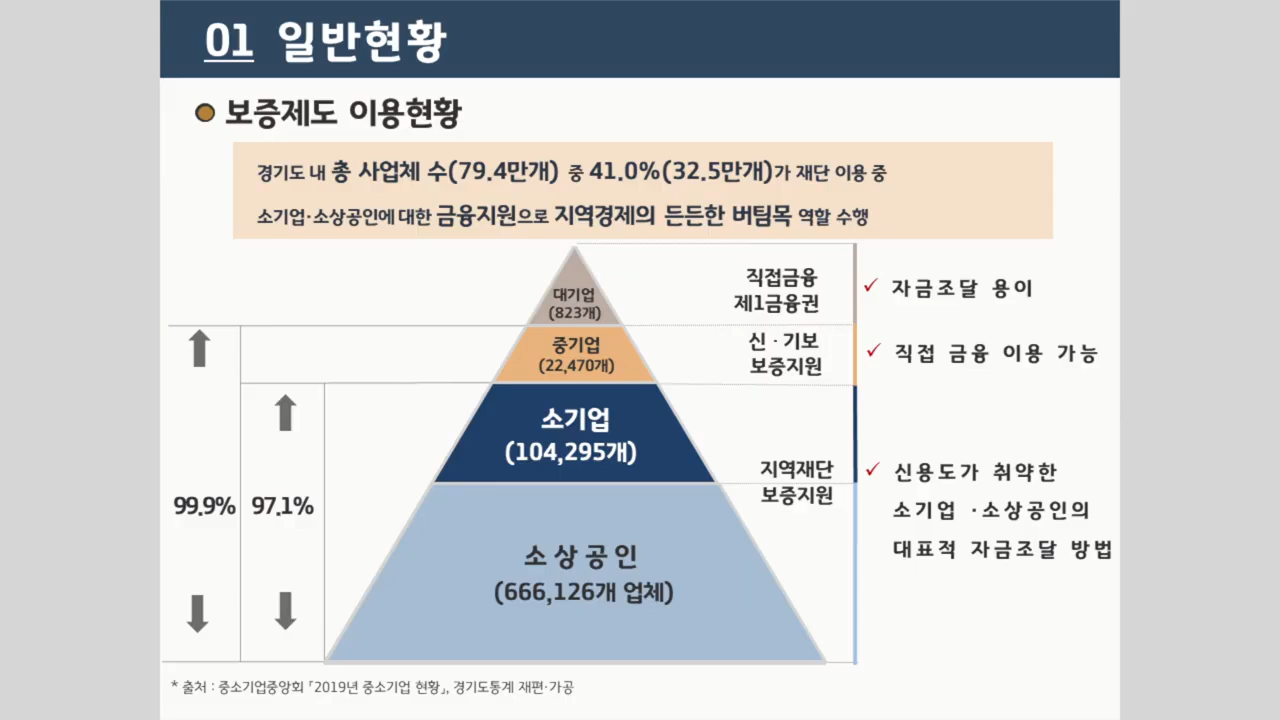 01 일반현황
보증제도 이용현황
경기도 내 총 사업체 수(79.4만개) 중 41.0%(32.5만개)가 재단 이용 중
소기업·소상공인에 대한 금융지원으로 지역경제의 든든한 버팀목 역할 수행
대기업
(823개)
직접금융
제1금융권
✓ 자금조달 용이
중기업
(22,470개)
신·기보
보증지원
✓ 직접 금융 이용 가능
소기업
(104,295개)
지역재단
보증지원
✓ 신용도가 취약한
소기업 ·소상공인의
대표적 자금조달 방법
99.9%
97.1%
소상공인
(666,126개 업체)
* 출처 : 중소기업중앙회 「2019년 중소기업 현황」, 경기도통계 재편·가공